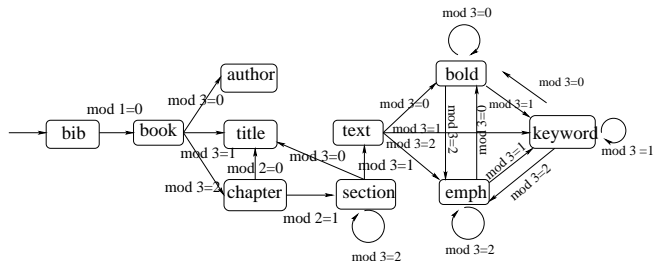 mod 3=0
author
bold
mod 3=0
mod 3=0
mod 1=0
mod 3=0
mod 3=1
bib
book
title
text
mod 3=1
keyword
mod 3=2
mod 3=1
mod 3=0
mod 3=1
mod 3=2
mod 2=0
mod 3=1
mod 3=2
mod 3=0
mod 3=1
mod 3=2
chapter
section
emph
mod 2=1
mod 3=2
mod 3=2